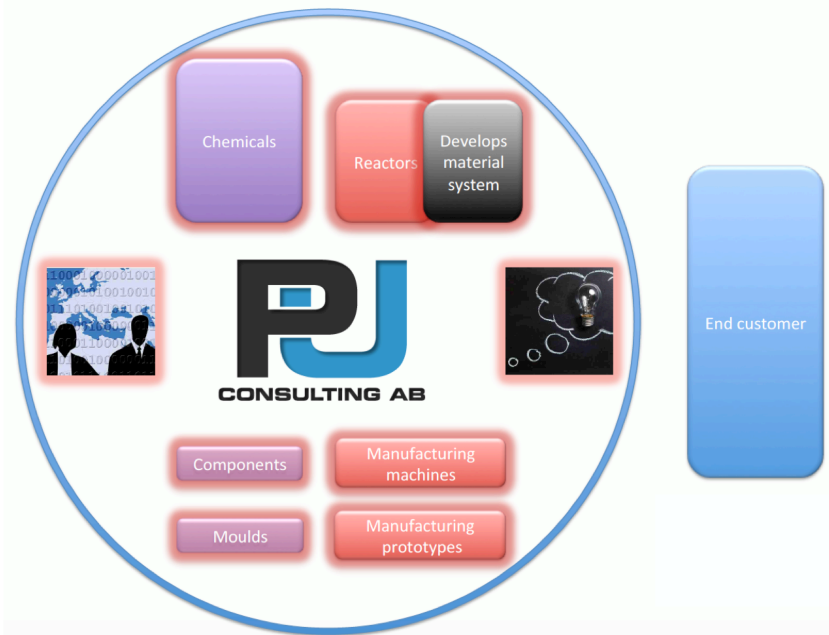 Chemicals
Reactors
Develops
material
system
End customer
PJ
CONSULTING AB
Components
Manufacturing
machines
Moulds
Manufacturing
prototypes